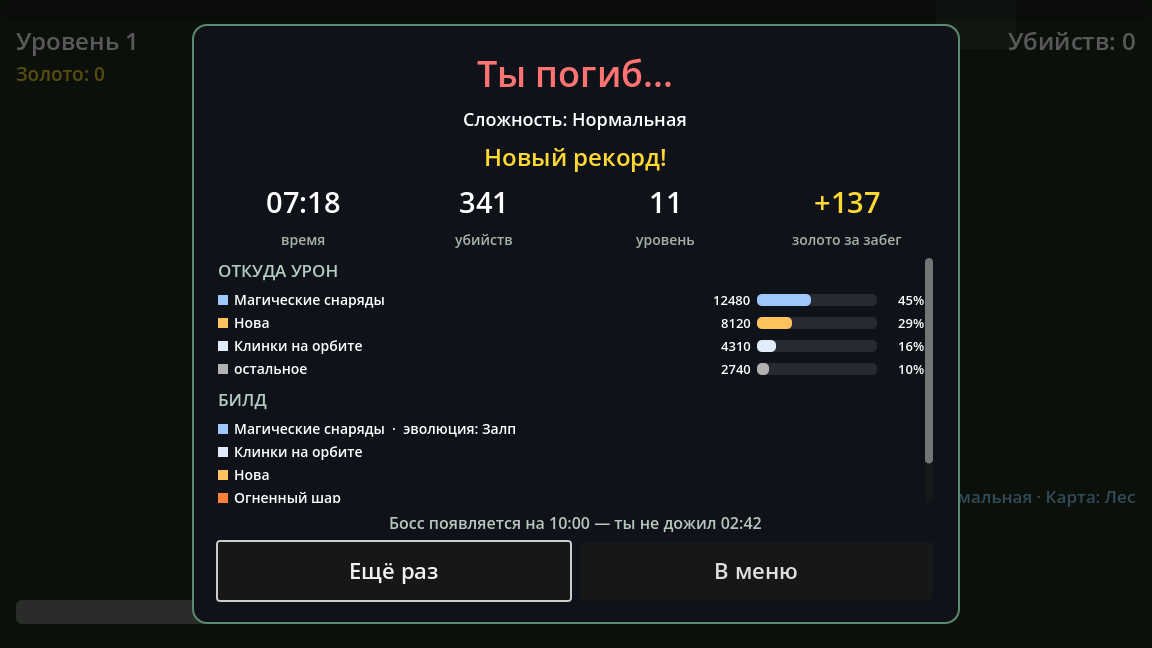 Уровень 1
Убийств: 0
Золото: 0
Ты погиб...
Сложность: Нормальная
Новый рекорд!
07:18 341 11 +137
время убийств уровень золото за забег
ОТКУДА УРОН
Магические снаряды 12480 45%
Нова 8120 29%
Клинки на орбите 4310 16%
остальное 2740 10%
БИЛД
Магические снаряды · эволюция: Залп
Клинки на орбите
Нова
Огненный шар
мальная · Карта: Лес
Босс появляется на 10:00 — ты не дожил 02:42
Ещё раз В меню